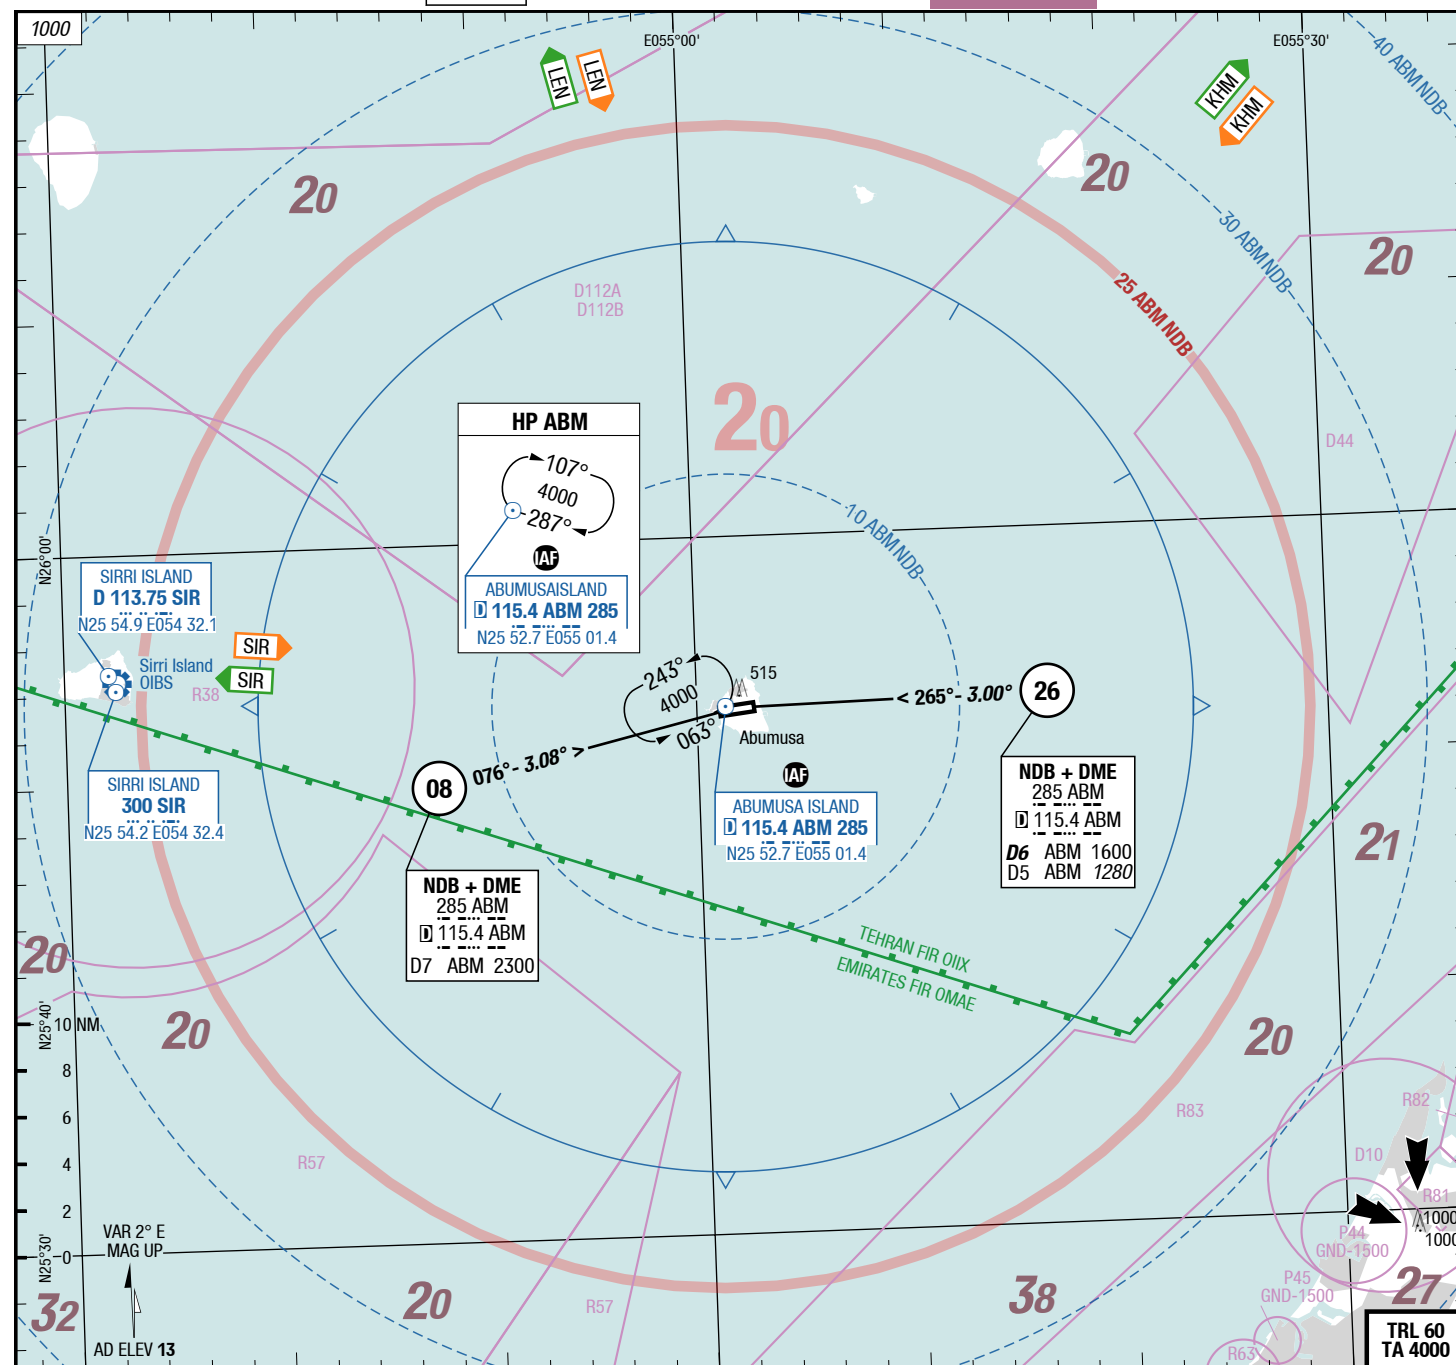 1000
E055°00'
E055°30'
LEN
LEN
KHM
KHM
40 ABM NDB
20
20
30 ABM NDB
20
25 ABM NDB
D112A
D112B
20
D44
HP ABM
107°
4000
287°
IAF
ABUMUSAISLAND
D 115.4 ABM 285
N25 52.7 E055 01.4
10 ABM NDB
N26°00'
SIRRI ISLAND
D 113.75 SIR
N25 54.9 E054 32.1
SIR
SIR
Sirri Island
OIBS
R38
243°
4000
063°
515
Abumusa
< 265°- 3.00°
26
076°- 3.08° >
08
SIRRI ISLAND
300 SIR
N25 54.2 E054 32.4
IAF
ABUMUSA ISLAND
D 115.4 ABM 285
N25 52.7 E055 01.4
NDB + DME
285 ABM
D 115.4 ABM
D6 ABM 1600
D5 ABM 1280
21
NDB + DME
285 ABM
D 115.4 ABM
D7 ABM 2300
TEHRAN FIR OIIX
EMIRATES FIR OMAE
20
20
20
N25°40'
10 NM
8
6
4
2
0
N25°30'
R57
R83
R82
D10
R81
1000
1000
P44
GND-1500
P45
GND-1500
R63
VAR 2° E
MAG UP
32
20
R57
38
27
AD ELEV 13
TRL 60
TA 4000